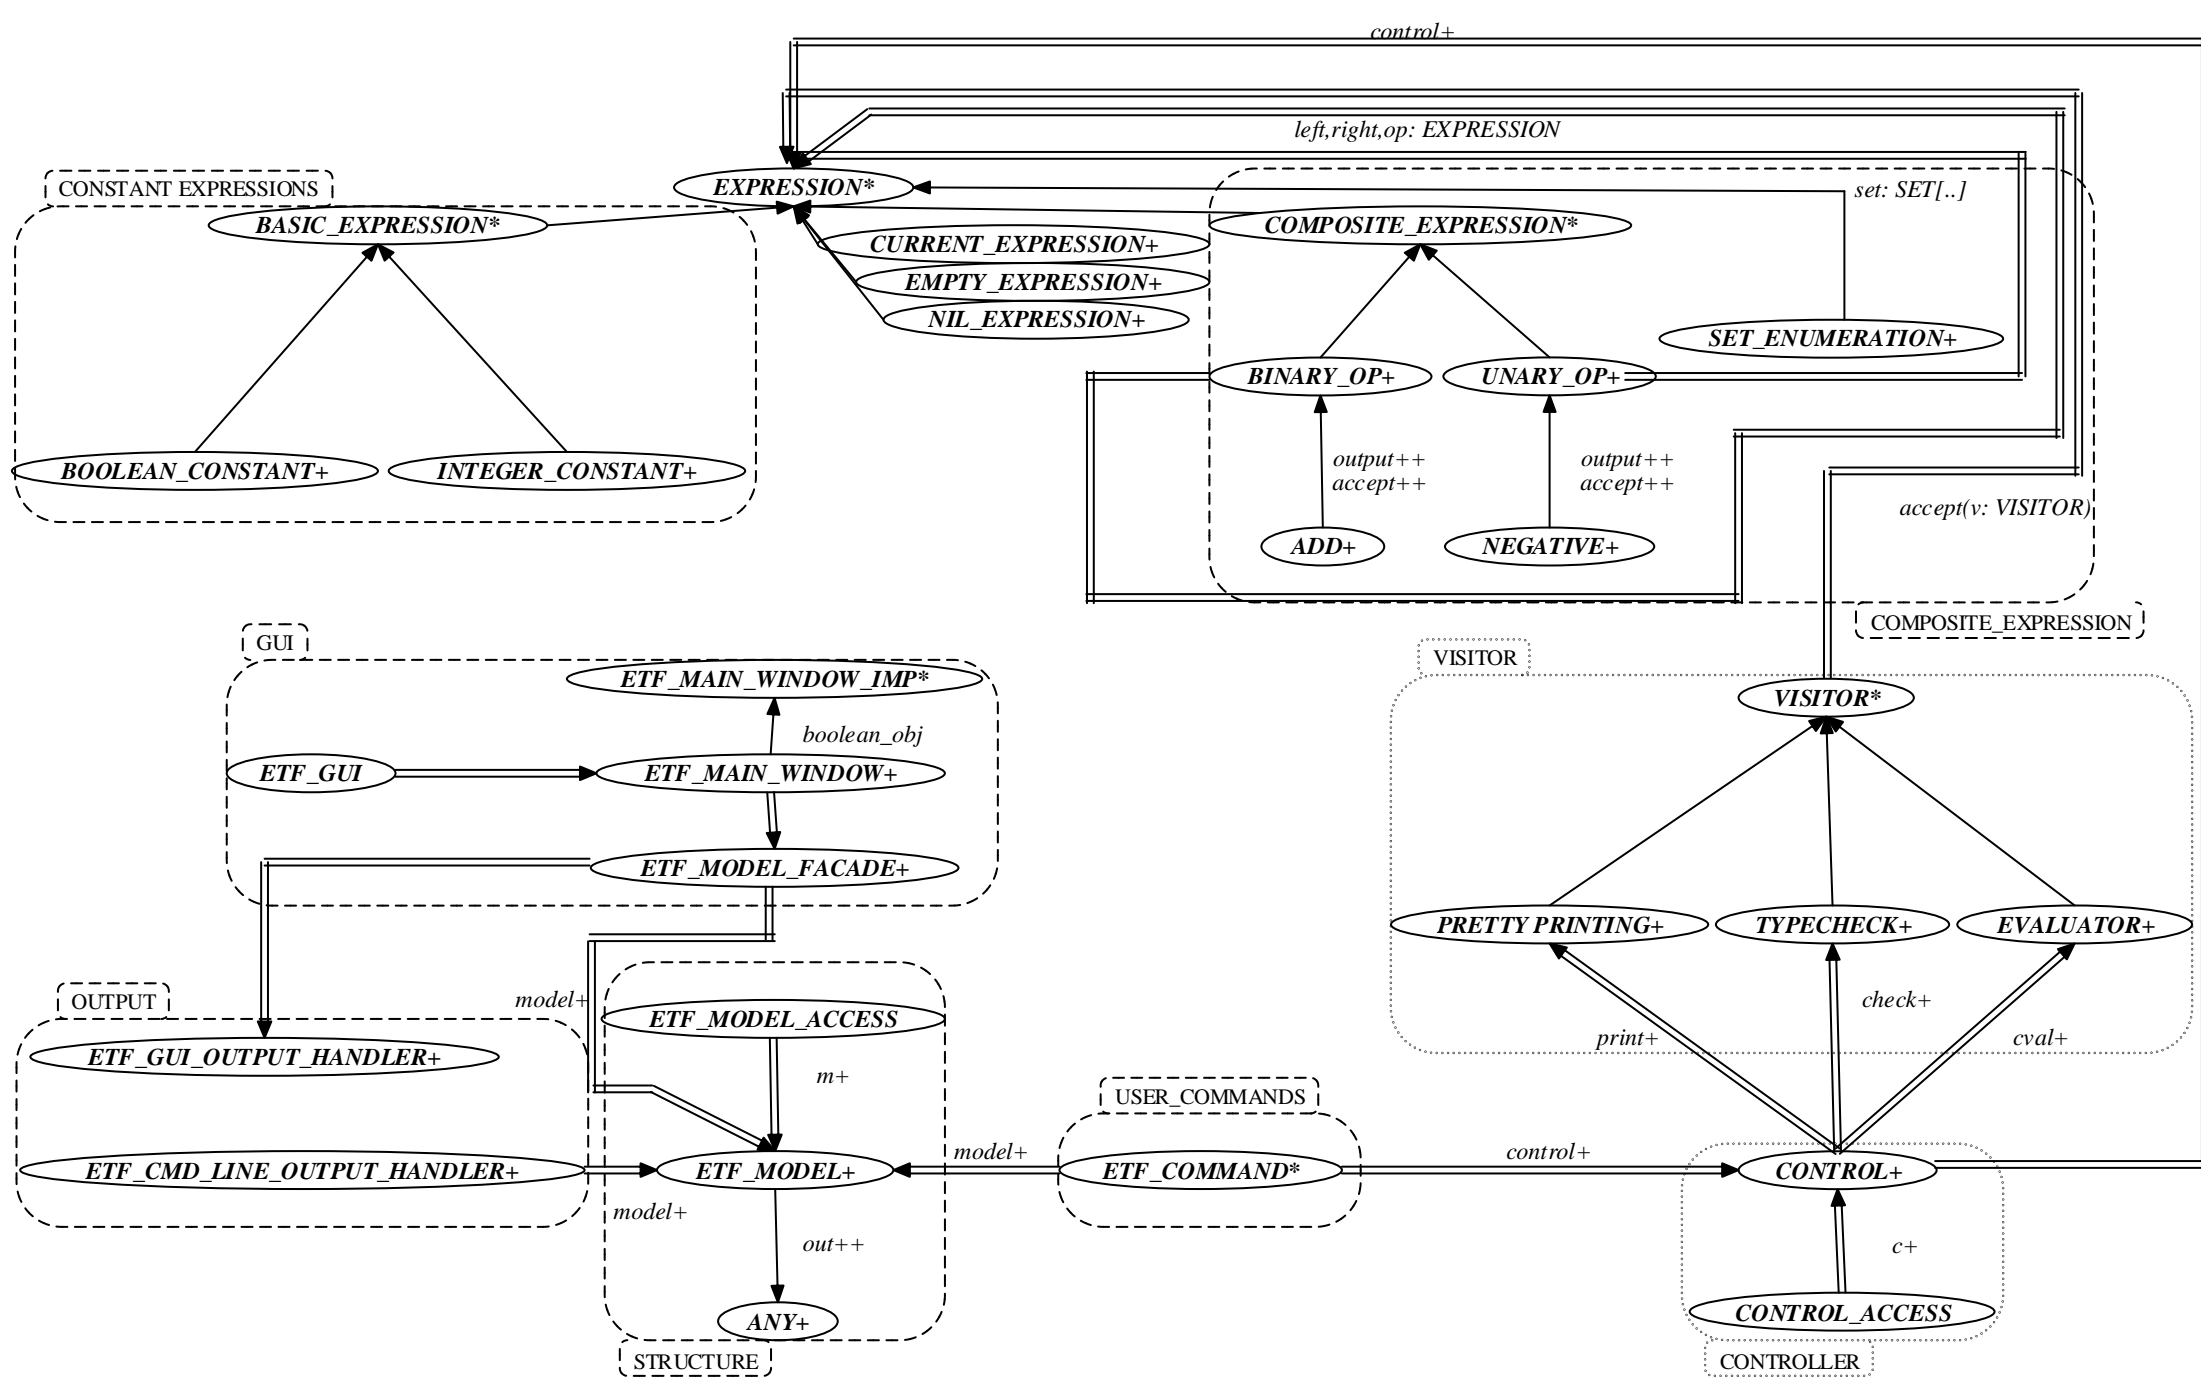 control+
left,right,op: EXPRESSION
CONSTANT EXPRESSIONS
EXPRESSION*
set: SET[..]
BASIC_EXPRESSION*
COMPOSITE_EXPRESSION*
CURRENT_EXPRESSION+
EMPTY_EXPRESSION+
NIL_EXPRESSION+
SET_ENUMERATION+
BINARY_OP+
UNARY_OP+
BOOLEAN_CONSTANT+
INTEGER_CONSTANT+
output++
accept++
output++
accept++
accept(v: VISITOR)
ADD+
NEGATIVE+
COMPOSITE_EXPRESSION
GUI
VISITOR
ETF_MAIN_WINDOW_IMP*
VISITOR*
boolean_obj
ETF_GUI
ETF_MAIN_WINDOW+
ETF_MODEL_FACADE+
PRETTY PRINTING+
TYPECHECK+
EVALUATOR+
OUTPUT
model+
ETF_MODEL_ACCESS
check+
print+
cval+
ETF_GUI_OUTPUT_HANDLER+
m+
USER_COMMANDS
model+
control+
ETF_CMD_LINE_OUTPUT_HANDLER+
ETF_MODEL+
ETF_COMMAND*
CONTROL+
model+
out++
c+
ANY+
CONTROL_ACCESS
STRUCTURE
CONTROLLER